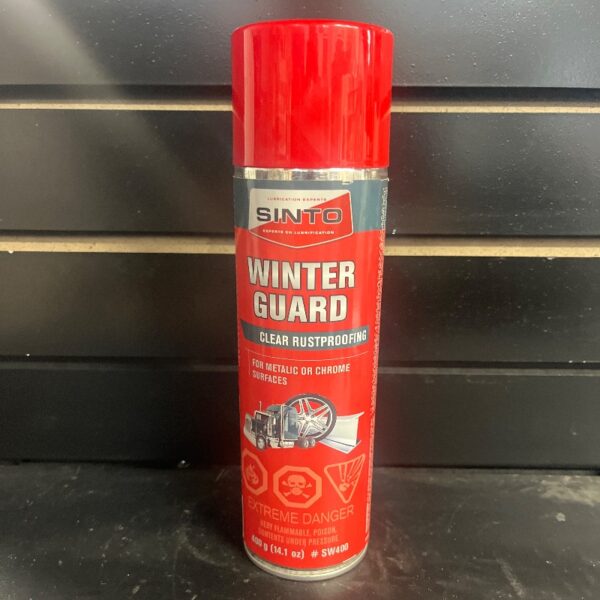 LUBRICATION EXPERTS
SINTO
EXPERTS EN LUBRIFICATION
WINTER
GUARD
CLEAR RUSTPROOFING
FOR METALIC OR CHROME
SURFACES
EXTREME DANGER
VERY FLAMMABLE, POISON,
CONTENTS UNDER PRESSURE
400 g (14.1 oz) # SW400